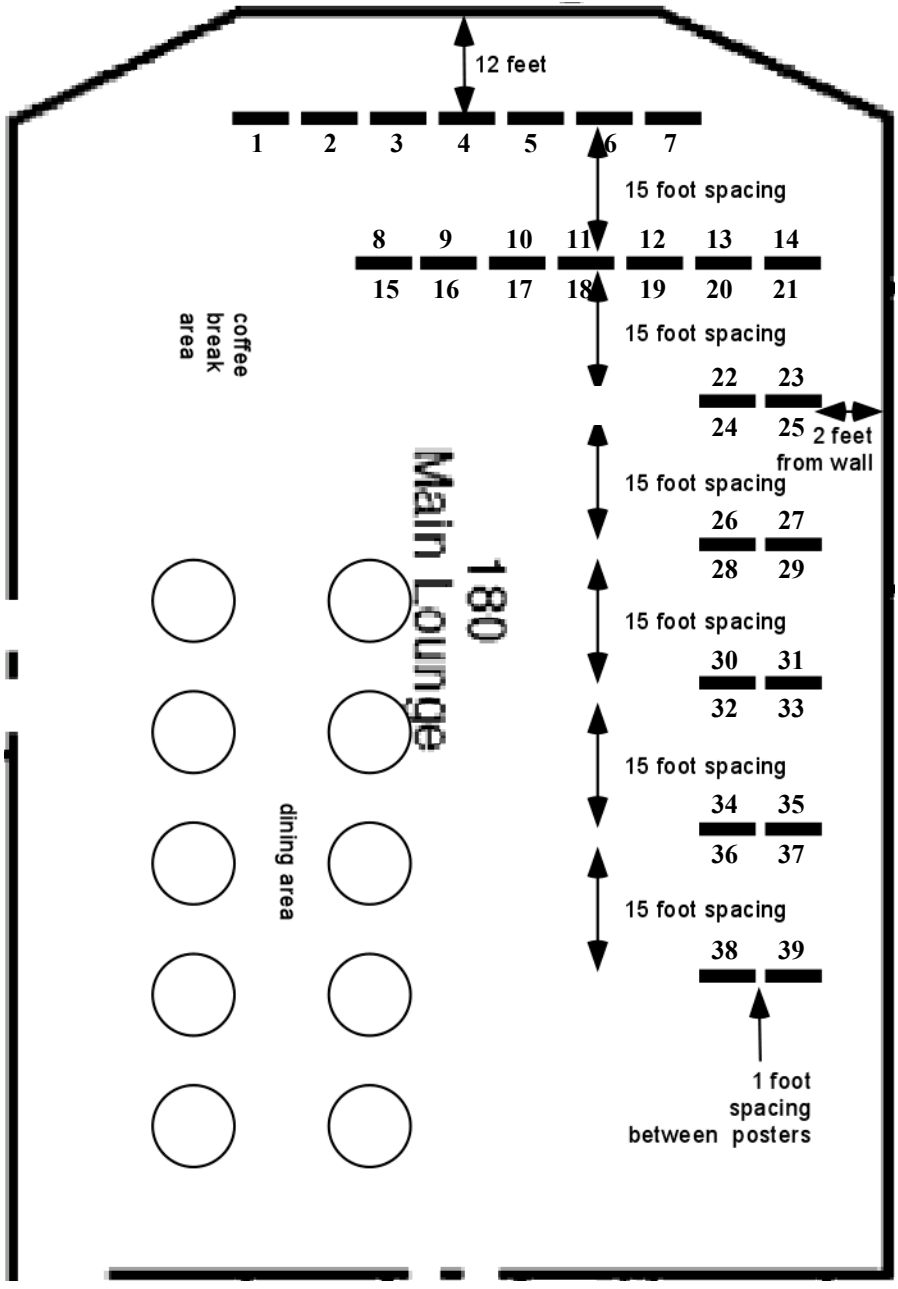 12 feet
1 2 3 4 5 6 7
15 foot spacing
8 9 10 11 12 13 14
15 16 17 18 19 20 21
coffee
break
area
15 foot spacing
22 23
24 25
2 feet
from wall
Main Lounge
180
15 foot spacing
26 27
28 29
15 foot spacing
30 31
32 33
15 foot spacing
34 35
36 37
dining area
15 foot spacing
38 39
1 foot
spacing
between posters